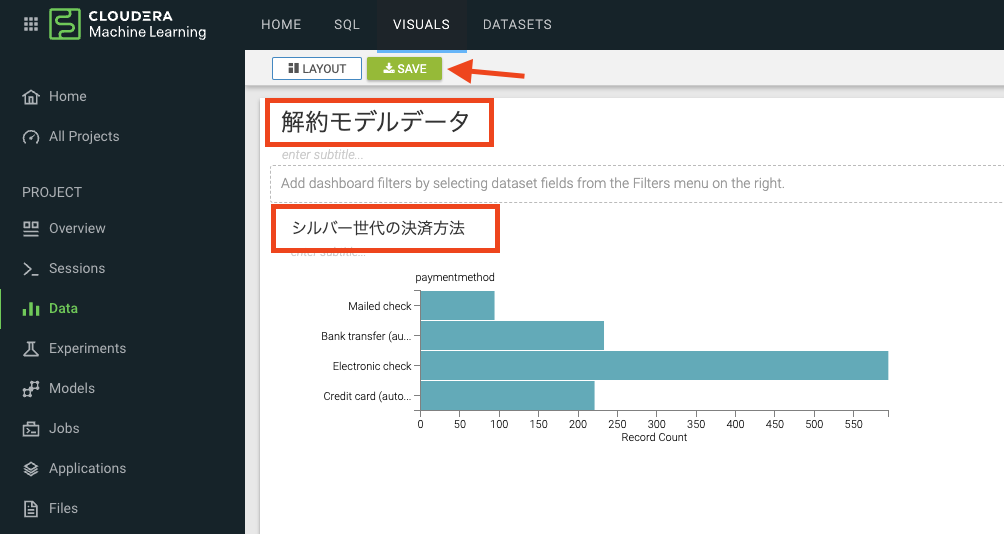 CLOUDERA
Machine Learning
HOME SQL VISUALS DATASETS
LAYOUT SAVE
Home
All Projects
PROJECT
Overview
Sessions
Data
Experiments
Models
Jobs
Applications
Files
解約モデルデータ
enter subtitle...
Add dashboard filters by selecting dataset fields from the Filters menu on the right.
シルバー世代の決済方法
enter subtitle...
paymentmethod
Mailed check
Bank transfer (au...
Electronic check
Credit card (auto...
0 50 100 150 200 250 300 350 400 450 500 550
Record Count